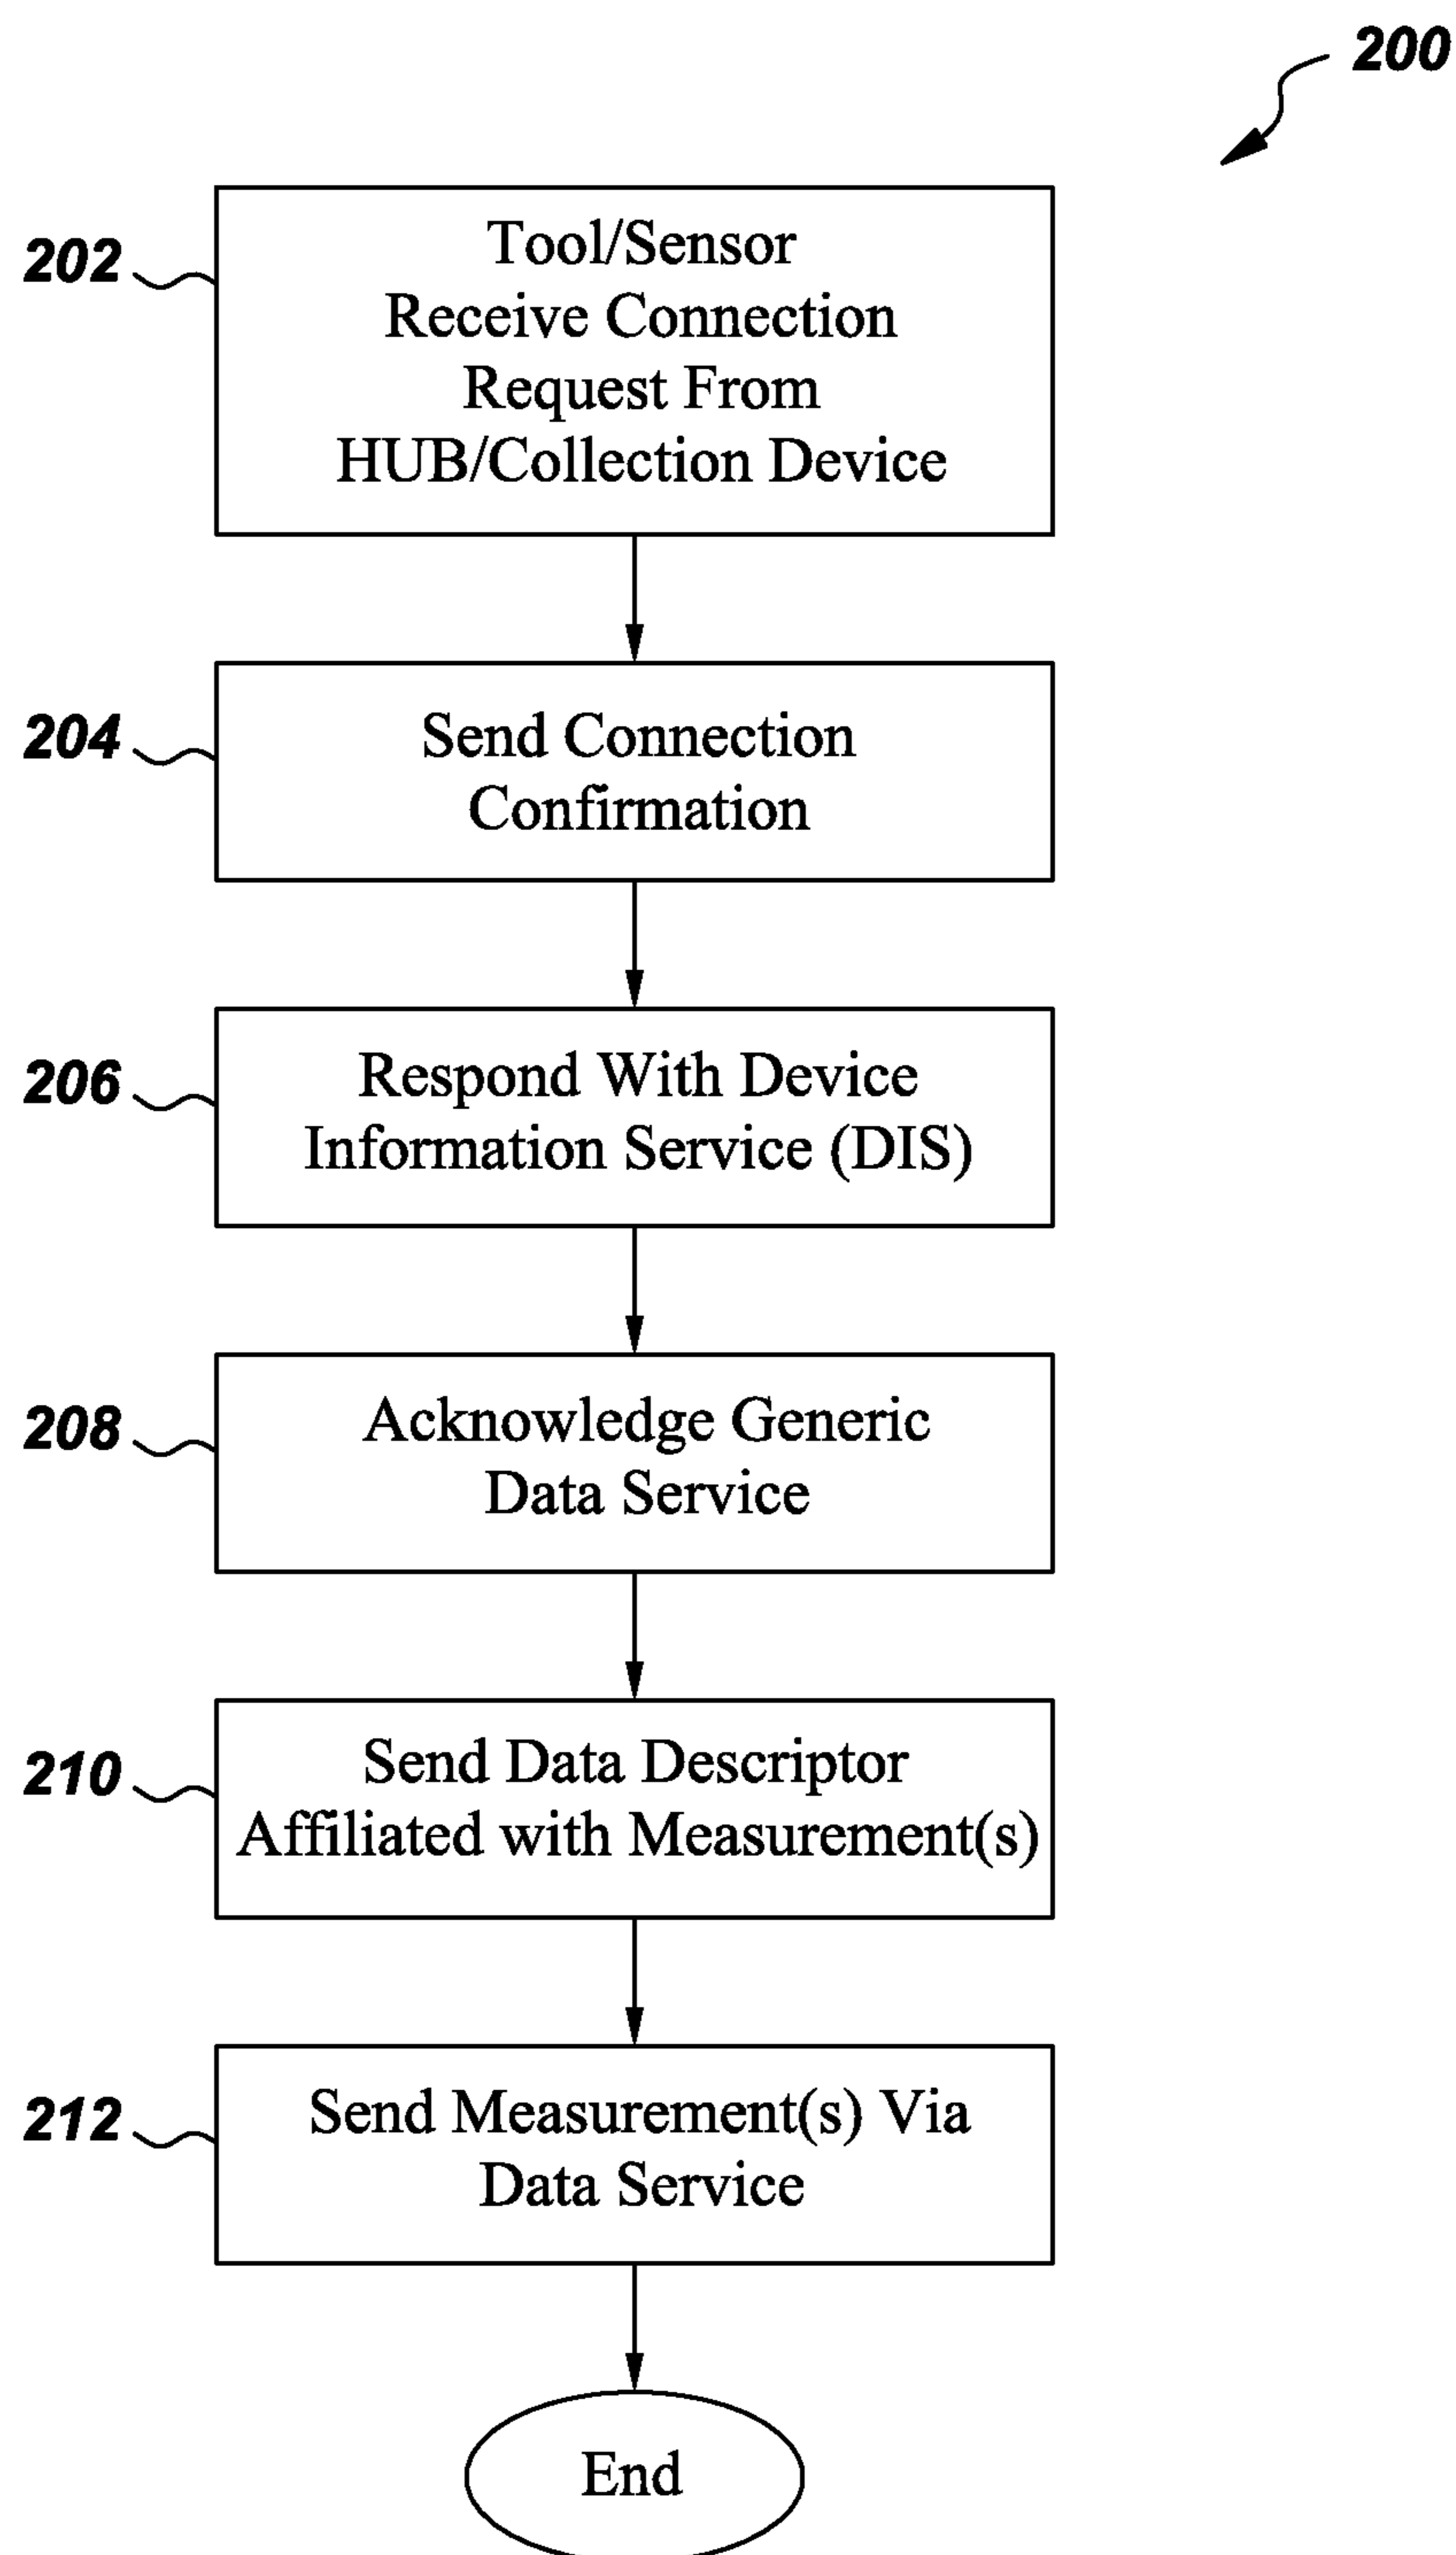 200
202
Tool/Sensor
Receive Connection
Request From
HUB/Collection Device
204
Send Connection
Confirmation
206
Respond With Device
Information Service (DIS)
208
Acknowledge Generic
Data Service
210
Send Data Descriptor
Affiliated with Measurement(s)
212
Send Measurement(s) Via
Data Service
End